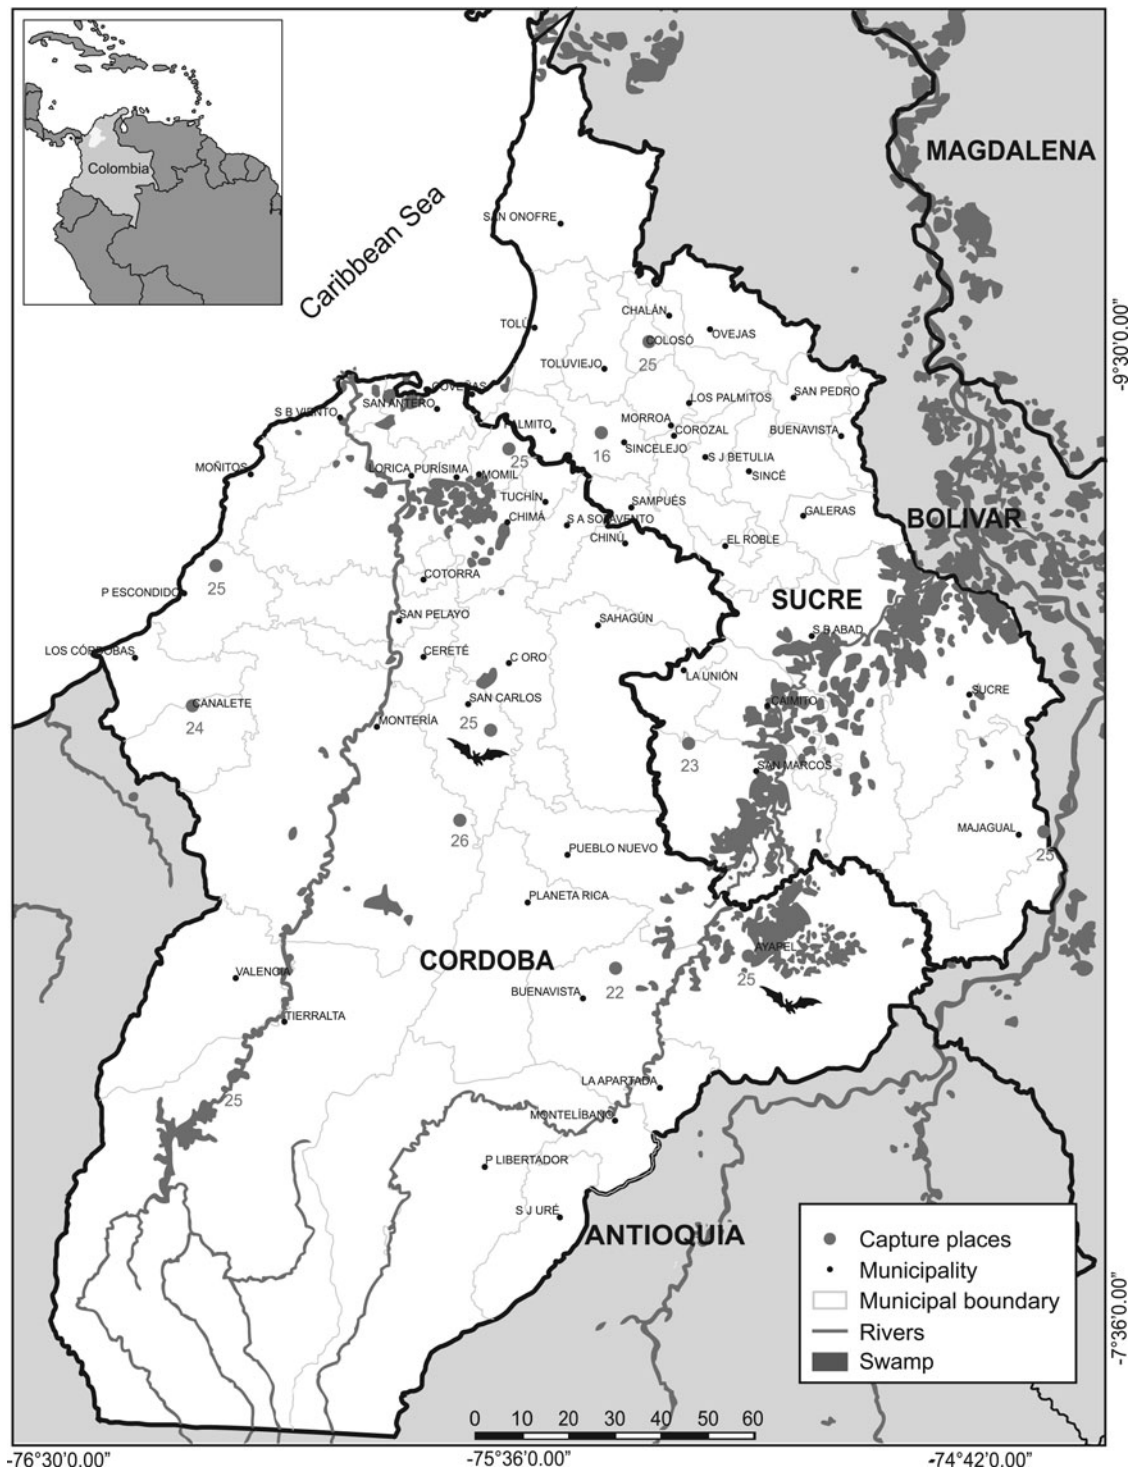 Colombia
Caribbean Sea
MAGDALENA
SAN ONOFRE
CHALÁN
TOLÚ
OVEJAS
COLOSÓ
25
TOLUVIEJO
-9°30'0.00"
COVEÑAS
SAN ANTERO
LOS PALMITOS
SAN PEDRO
S B VIENTO
PALMITO
MORROA
COROZAL
BUENAVISTA
16
SINCELEJO
25
S J BETULIA
MOÑITOS
LORICA
PURÍSIMA
MOMIL
SINCÉ
TUCHÍN
SAMPUÉS
CHIMÁ
S A SOTAVENTO
GALERAS
BOLIVAR
CHINÚ
EL ROBLE
25
COTORRA
P ESCONDIDO
SUCRE
SAN PELAYO
SAHAGÚN
S B ABAD
LOS CÓRDOBAS
CERETÉ
C ORO
LA UNIÓN
SUCRE
CANALETE
24
SAN CARLOS
25
CAIMITO
MONTERÍA
23
SAN MARCOS
26
MAJAGUAL
25
PUEBLO NUEVO
PLANETA RICA
CORDOBA
AYAPEL
25
VALENCIA
22
BUENAVISTA
TIERRALTA
LA APARTADA
25
MONTELÍBANO
P LIBERTADOR
S J URÉ
ANTIOQUIA
Capture places
Municipality
Municipal boundary
Rivers
Swamp
-7°36'0.00"
0 10 20 30 40 50 60
-76°30'0.00"
-75°36'0.00"
-74°42'0.00"